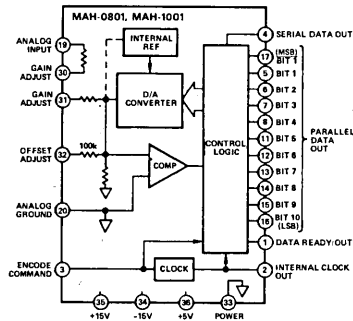 MAH-0801, MAH-1001
ANALOG INPUT 19
GAIN ADJUST 30
GAIN ADJUST 31
OFFSET ADJUST 32
100k
ANALOG GROUND 20
ENCODE COMMAND 3
INTERNAL REF
D/A CONVERTER
COMP
CLOCK
CONTROL LOGIC
4 SERIAL DATA OUT
17 (MSB) BIT 1
5 BIT 1
6 BIT 2
7 BIT 3
8 BIT 4
11 BIT 5
12 BIT 6
13 BIT 7
14 BIT 8
15 BIT 9
16 BIT 10 (LSB)
PARALLEL DATA OUT
1 DATA READY/OUT
2 INTERNAL CLOCK OUT
35 34 36 33
+15V -15V +5V POWER